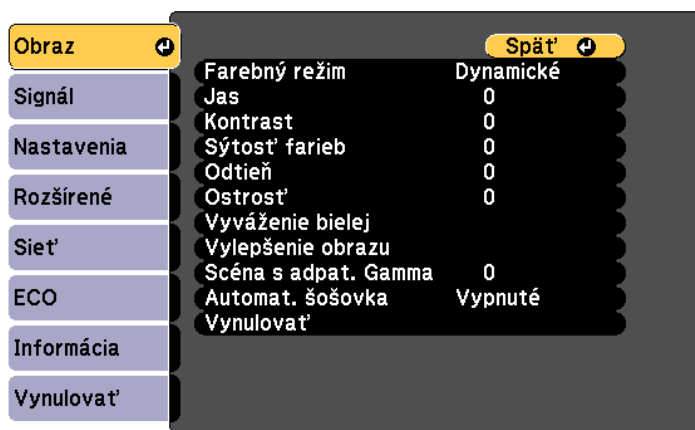 Obraz
Signál
Nastavenia
Rozšírené
Sieť
ECO
Informácia
Vynulovať
Späť
Farebný režim Dynamické
Jas 0
Kontrast 0
Sýtosť farieb 0
Odtieň 0
Ostrosť 0
Vyváženie bielej
Vylepšenie obrazu
Scéna s adpat. Gamma 0
Automat. šošovka Vypnuté
Vynulovať